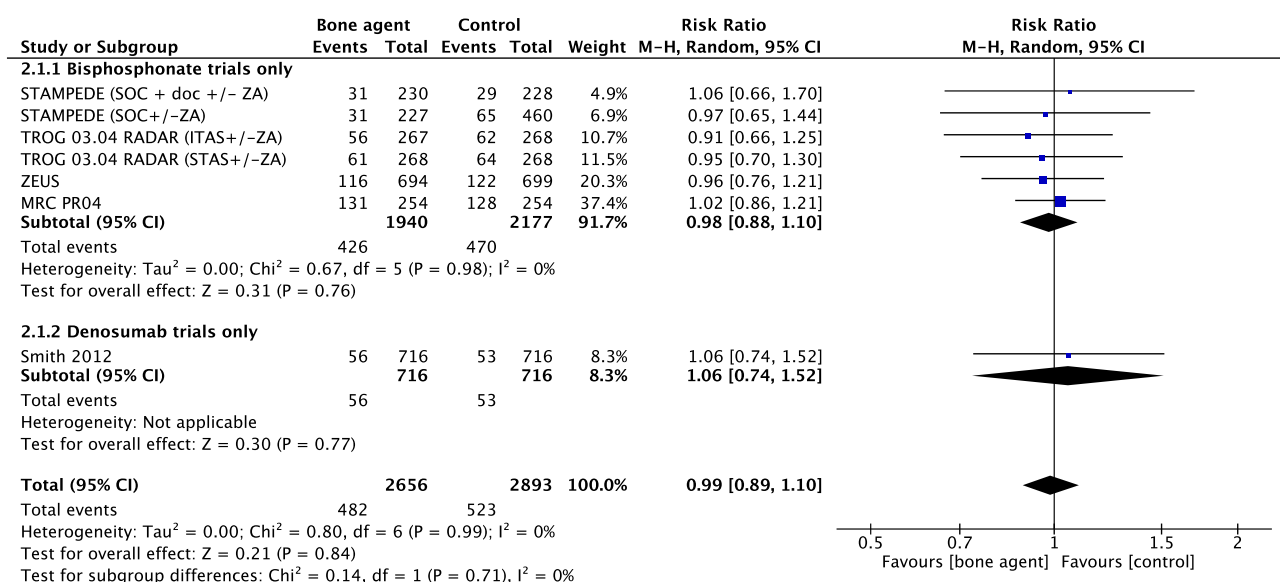 Bone agent Control Risk Ratio Risk Ratio
Study or Subgroup Events Total Events Total Weight M-H, Random, 95% CI M-H, Random, 95% CI
2.1.1 Bisphosphonate trials only
STAMPEDE (SOC + doc +/- ZA) 31 230 29 228 4.9% 1.06 [0.66, 1.70]
STAMPEDE (SOC+/-ZA) 31 227 65 460 6.9% 0.97 [0.65, 1.44]
TROG 03.04 RADAR (ITAS+/-ZA) 56 267 62 268 10.7% 0.91 [0.66, 1.25]
TROG 03.04 RADAR (STAS+/-ZA) 61 268 64 268 11.5% 0.95 [0.70, 1.30]
ZEUS 116 694 122 699 20.3% 0.96 [0.76, 1.21]
MRC PR04 131 254 128 254 37.4% 1.02 [0.86, 1.21]
Subtotal (95% CI) 1940 2177 91.7% 0.98 [0.88, 1.10]
Total events 426 470
Heterogeneity: Tau² = 0.00; Chi² = 0.67, df = 5 (P = 0.98); I² = 0%
Test for overall effect: Z = 0.31 (P = 0.76)
2.1.2 Denosumab trials only
Smith 2012 56 716 53 716 8.3% 1.06 [0.74, 1.52]
Subtotal (95% CI) 716 716 8.3% 1.06 [0.74, 1.52]
Total events 56 53
Heterogeneity: Not applicable
Test for overall effect: Z = 0.30 (P = 0.77)
Total (95% CI) 2656 2893 100.0% 0.99 [0.89, 1.10]
Total events 482 523
Heterogeneity: Tau² = 0.00; Chi² = 0.80, df = 6 (P = 0.99); I² = 0%
Test for overall effect: Z = 0.21 (P = 0.84)
Test for subgroup differences: Chi² = 0.14, df = 1 (P = 0.71), I² = 0%
0.5 0.7 1 1.5 2
Favours [bone agent] Favours [control]